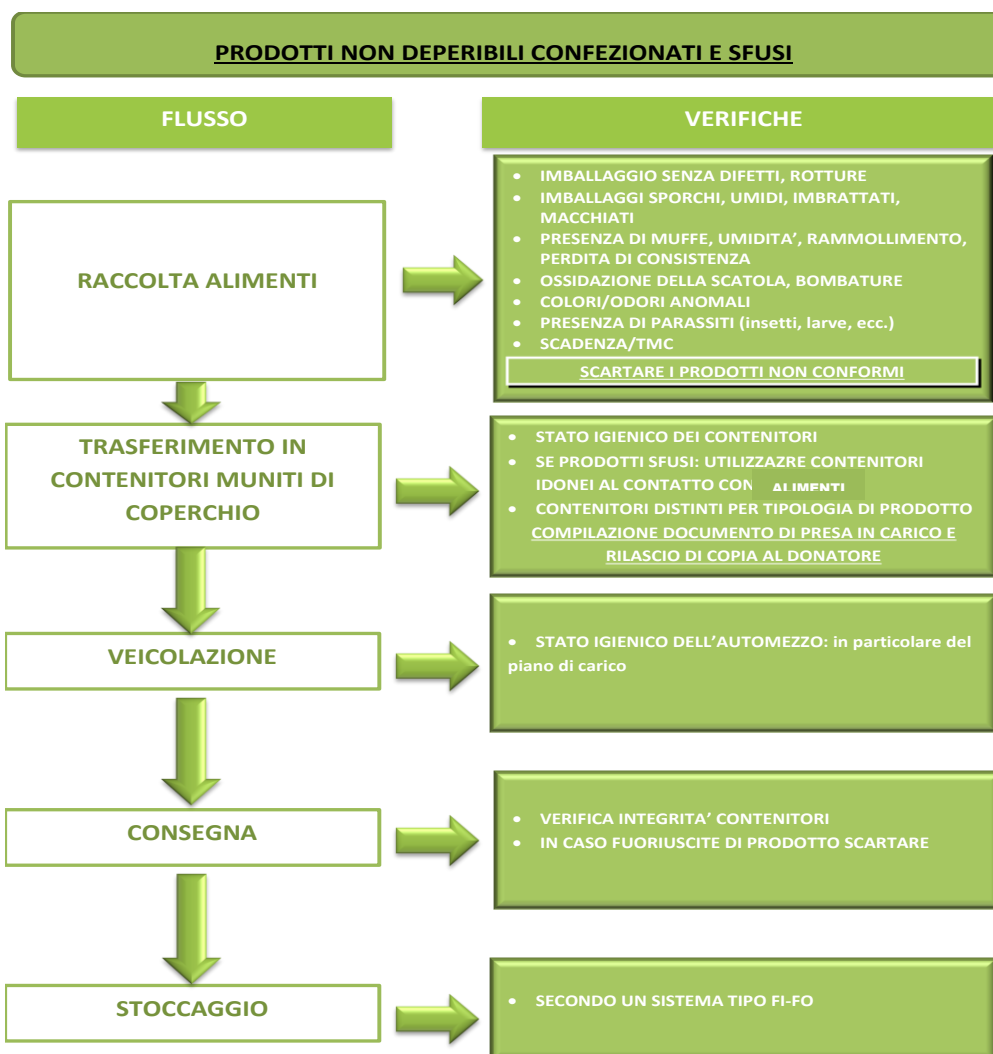 PRODOTTI NON DEPERIBILI CONFEZIONATI E SFUSI
FLUSSO
VERIFICHE
RACCOLTA ALIMENTI
• IMBALLAGGIO SENZA DIFETTI, ROTTURE
• IMBALLAGGI SPORCHI, UMIDI, IMBRATTATI,
MACCHIATI
• PRESENZA DI MUFFE, UMIDITA’, RAMMOLLIMENTO,
PERDITA DI CONSISTENZA
• OSSIDAZIONE DELLA SCATOLA, BOMBATURE
• COLORI/ODORI ANOMALI
• PRESENZA DI PARASSITI (insetti, larve, ecc.)
• SCADENZA/TMC
SCARTARE I PRODOTTI NON CONFORMI
TRASFERIMENTO IN
CONTENITORI MUNITI DI
COPERCHIO
• STATO IGIENICO DEI CONTENITORI
• SE PRODOTTI SFUSI: UTILIZZAZRE CONTENITORI
IDONEI AL CONTATTO CON ALIMENTI
• CONTENITORI DISTINTI PER TIPOLOGIA DI PRODOTTO
COMPILAZIONE DOCUMENTO DI PRESA IN CARICO E
RILASCIO DI COPIA AL DONATORE
VEICOLAZIONE
• STATO IGIENICO DELL’AUTOMEZZO: in particolare del
piano di carico
CONSEGNA
• VERIFICA INTEGRITA’ CONTENITORI
• IN CASO FUORIUSCITE DI PRODOTTO SCARTARE
STOCCAGGIO
• SECONDO UN SISTEMA TIPO FI-FO